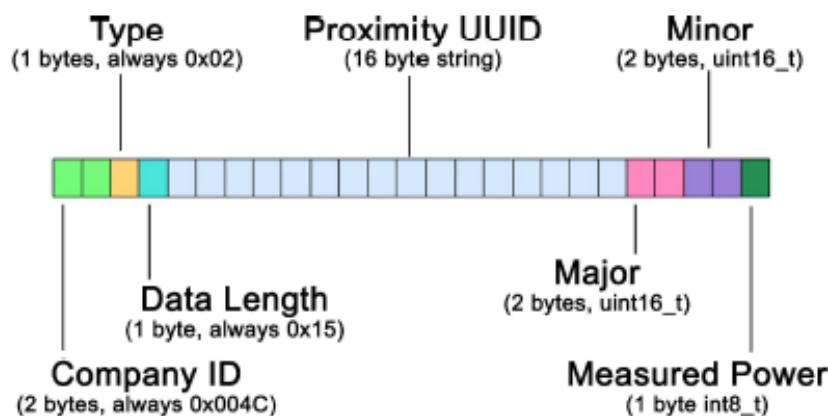 Type
(1 bytes, always 0x02)
Proximity UUID
(16 byte string)
Minor
(2 bytes, uint16_t)
Data Length
(1 byte, always 0x15)
Major
(2 bytes, uint16_t)
Company ID
(2 bytes, always 0x004C)
Measured Power
(1 byte int8_t)